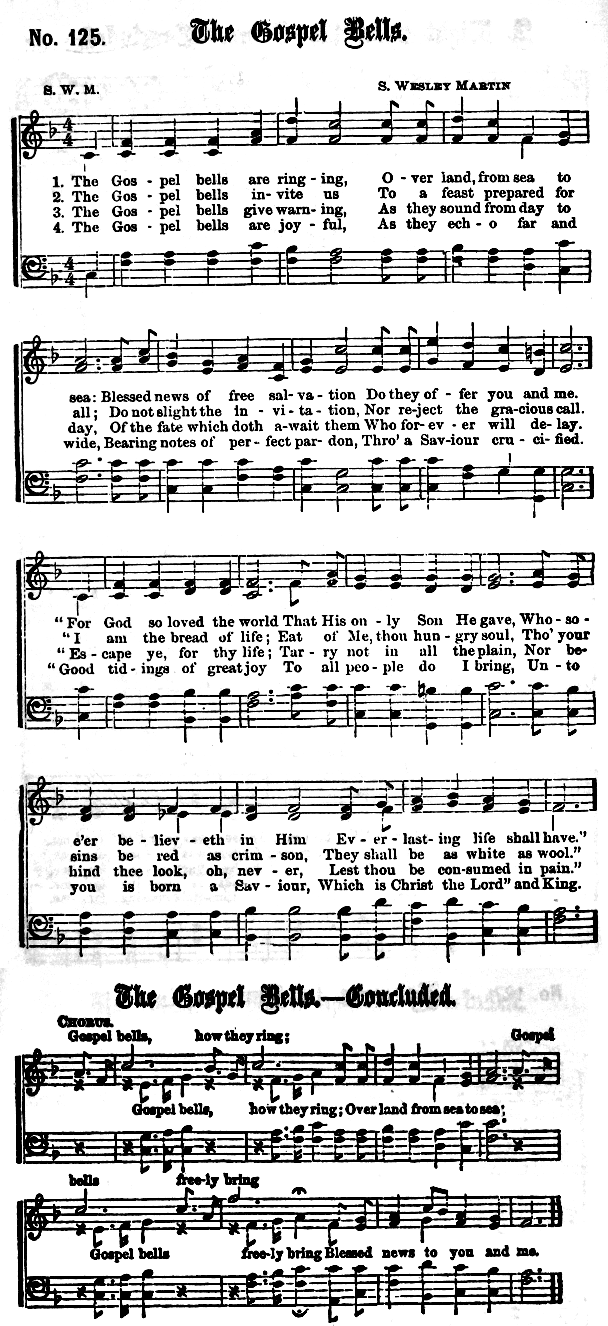 No. 125.
The Gospel Bells.
S. W. M.
S. WESLEY MARTIN
1. The Gos - pel bells are ring - ing, O - ver land, from sea to
2. The Gos - pel bells in - vite us To a feast prepared for
3. The Gos - pel bells give warn - ing, As they sound from day to
4. The Gos - pel bells are joy - ful, As they ech - o far and
sea: Blessed news of free sal - va - tion Do they of - fer you and me.
all; Do not slight the in - vi - ta - tion, Nor re - ject the gra - cious call.
day, Of the fate which doth a - wait them Who for - ev - er will de - lay.
wide, Bearing notes of per - fect par - don, Thro' a Sav - iour cru - ci - fied.
"For God so loved the world That His on - ly Son He gave, Who - so -
"I am the bread of life; Eat of Me, thou hun - gry soul, Tho' your
"Es - cape ye, for thy life; Tar - ry not in all the plain, Nor be-
"Good tid - ings of great joy To all peo - ple do I bring, Un - to
e'er be - liev - eth in Him Ev - er - last - ing life shall have."
sins be red as crim - son, They shall be as white as wool."
hind thee look, oh, nev - er, Lest thou be con - sumed in pain."
you is born a Sav - iour, Which is Christ the Lord" and King.
The Gospel Bells.—Concluded.
CHORUS.
Gospel bells, how they ring; Gospel
Gospel bells, how they ring; Over land from sea to sea;
bells free-ly bring
Gospel bells free-ly bring Blessed news to you and me.